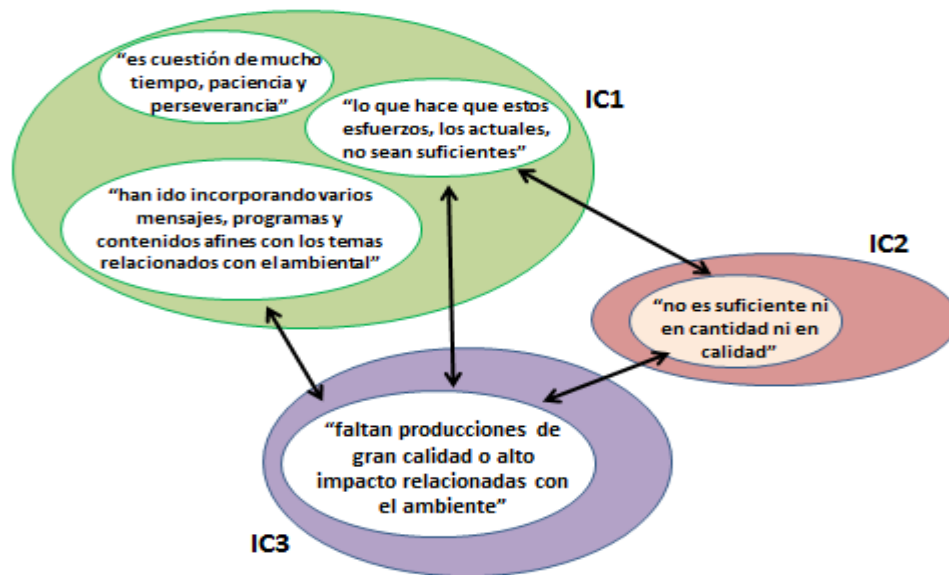 “es cuestión de mucho
tiempo, paciencia y
perseverancia”
IC1
“lo que hace que estos
esfuerzos, los actuales,
no sean suficientes”
“han ido incorporando varios
mensajes, programas y
contenidos afines con los temas
relacionados con el ambiental”
IC2
“no es suficiente ni
en cantidad ni en
calidad”
“faltan producciones de
gran calidad o alto
impacto relacionadas con
el ambiente”
IC3